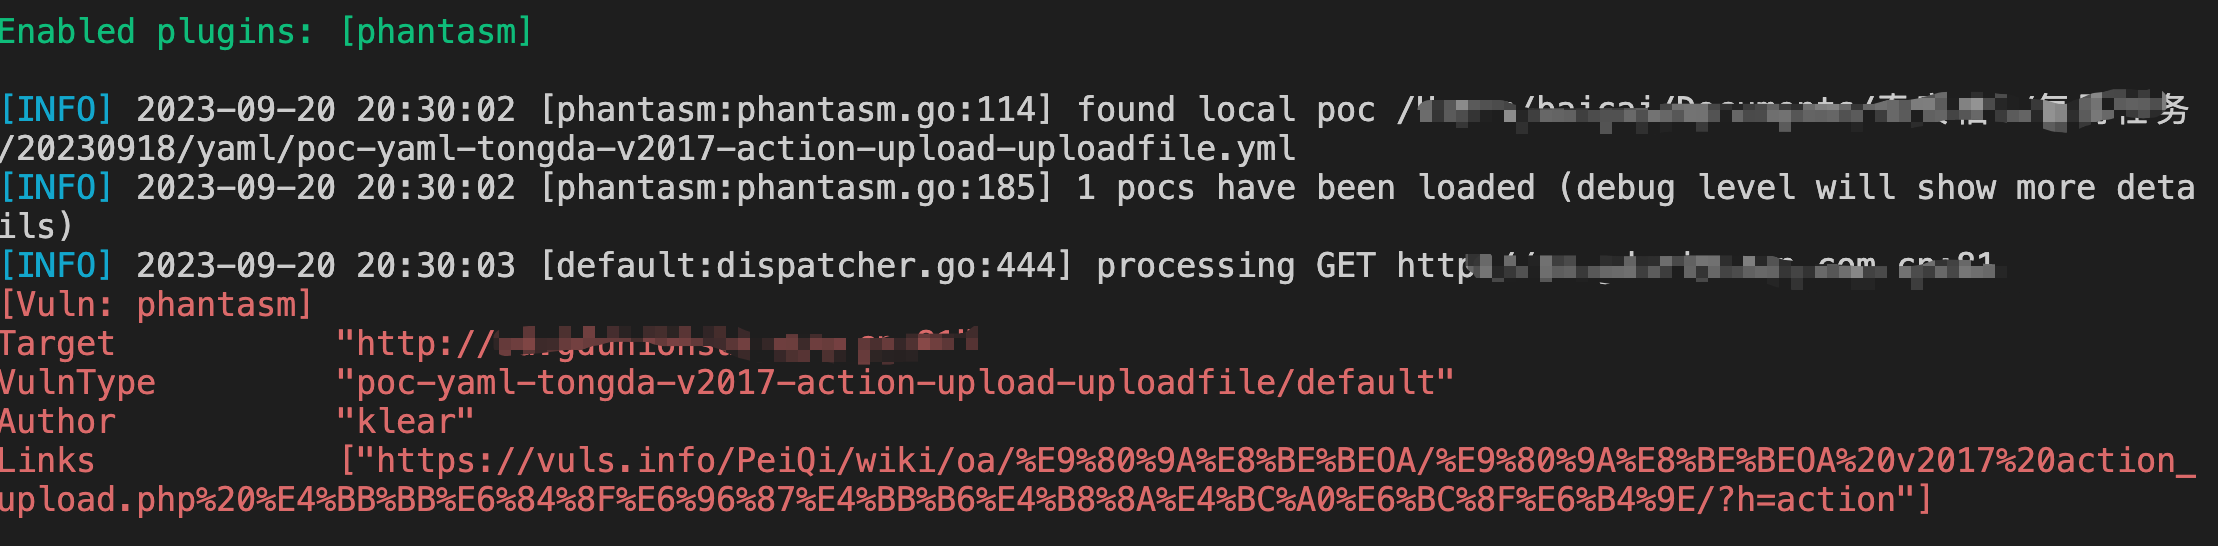 Enabled plugins: [phantasm]
[INFO] 2023-09-20 20:30:02 [phantasm:phantasm.go:114] found local poc /
/20230918/yaml/poc-yaml-tongda-v2017-action-upload-uploadfile.yml
[INFO] 2023-09-20 20:30:02 [phantasm:phantasm.go:185] 1 pocs have been loaded (debug level will show more deta
ils)
[INFO] 2023-09-20 20:30:03 [default:dispatcher.go:444] processing GET http
[Vuln: phantasm]
Target "http://
VulnType "poc-yaml-tongda-v2017-action-upload-uploadfile/default"
Author "klear"
Links ["https://vuls.info/PeiQi/wiki/oa/%E9%80%9A%E8%BE%BEOA/%E9%80%9A%E8%BE%BEOA%20v2017%20action_
upload.php%20%E4%BB%BB%E6%84%8F%E6%96%87%E4%BB%B6%E4%B8%8A%E4%BC%A0%E6%BC%8F%E6%B4%9E/?h=action"]